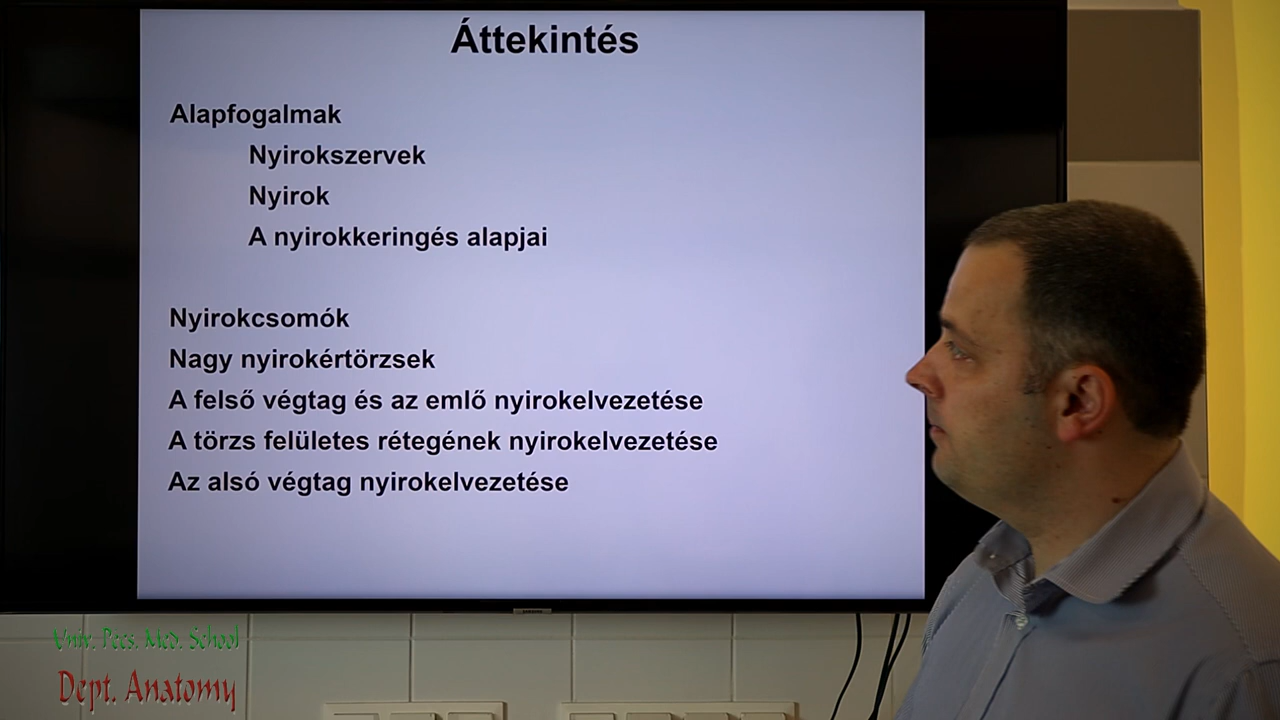 Áttekintés
Alapfogalmak
Nyirokszervek
Nyirok
A nyirokkeringés alapjai
Nyirokcsomók
Nagy nyirokértörzsek
A felső végtag és az emlő nyirokelvezetése
A törzs felületes rétegének nyirokelvezetése
Az alsó végtag nyirokelvezetése
SAMSUNG
Univ. Pecs. Med. School
Dept. Anatomy